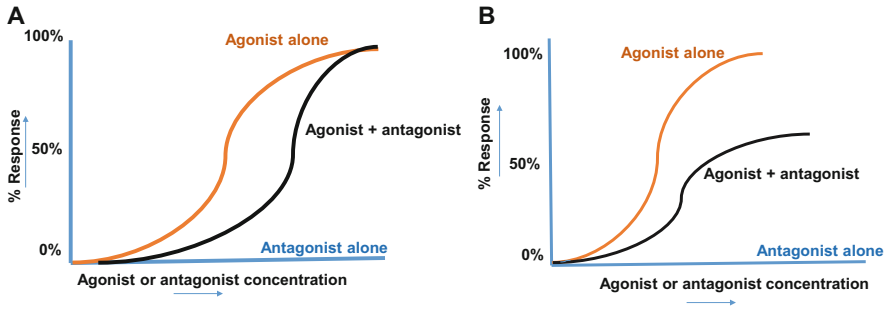 A
100%
Agonist alone
% Response
Agonist + antagonist
50%
0%
Antagonist alone
Agonist or antagonist concentration
B
100%
Agonist alone
% Response
50%
Agonist + antagonist
0%
Antagonist alone
Agonist or antagonist concentration